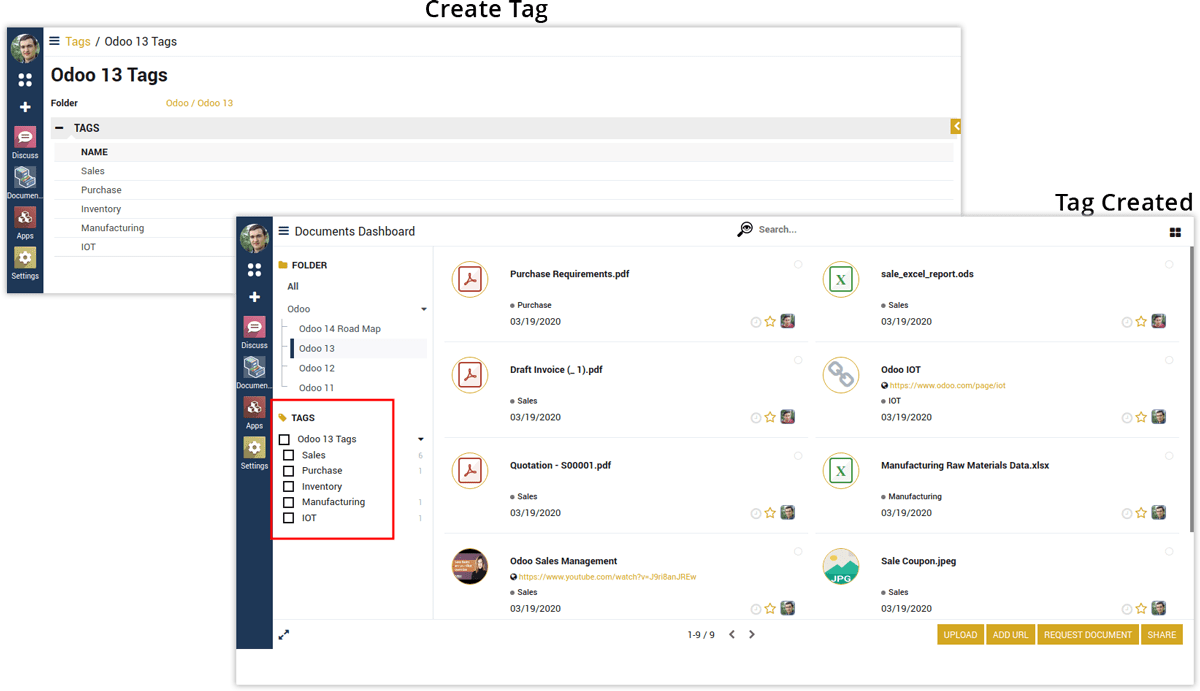 Create Tag
Tags / Odoo 13 Tags
Odoo 13 Tags
Folder Odoo / Odoo 13
TAGS
NAME
Sales
Purchase
Inventory
Manufacturing
IOT
Discuss
Documen...
Apps
Settings
Tag Created
Documents Dashboard
Search...
Discuss
Documen...
Apps
Settings
FOLDER
All
Odoo
Odoo 14 Road Map
Odoo 13
Odoo 12
Odoo 11
TAGS
Odoo 13 Tags
Sales 6
Purchase 1
Inventory
Manufacturing 1
IOT 1
Purchase Requirements.pdf
Purchase
03/19/2020
sale_excel_report.ods
Sales
03/19/2020
Draft Invoice (_ 1).pdf
Sales
03/19/2020
Odoo IOT
https://www.odoo.com/page/iot
IOT
03/19/2020
Quotation - S00001.pdf
Sales
03/19/2020
Manufacturing Raw Materials Data.xlsx
Manufacturing
03/19/2020
Odoo Sales Management
Sales
03/19/2020
JPG
Sale Coupon.jpeg
Sales
03/19/2020
1-9 / 9
UPLOAD
ADD URL
REQUEST DOCUMENT
SHARE